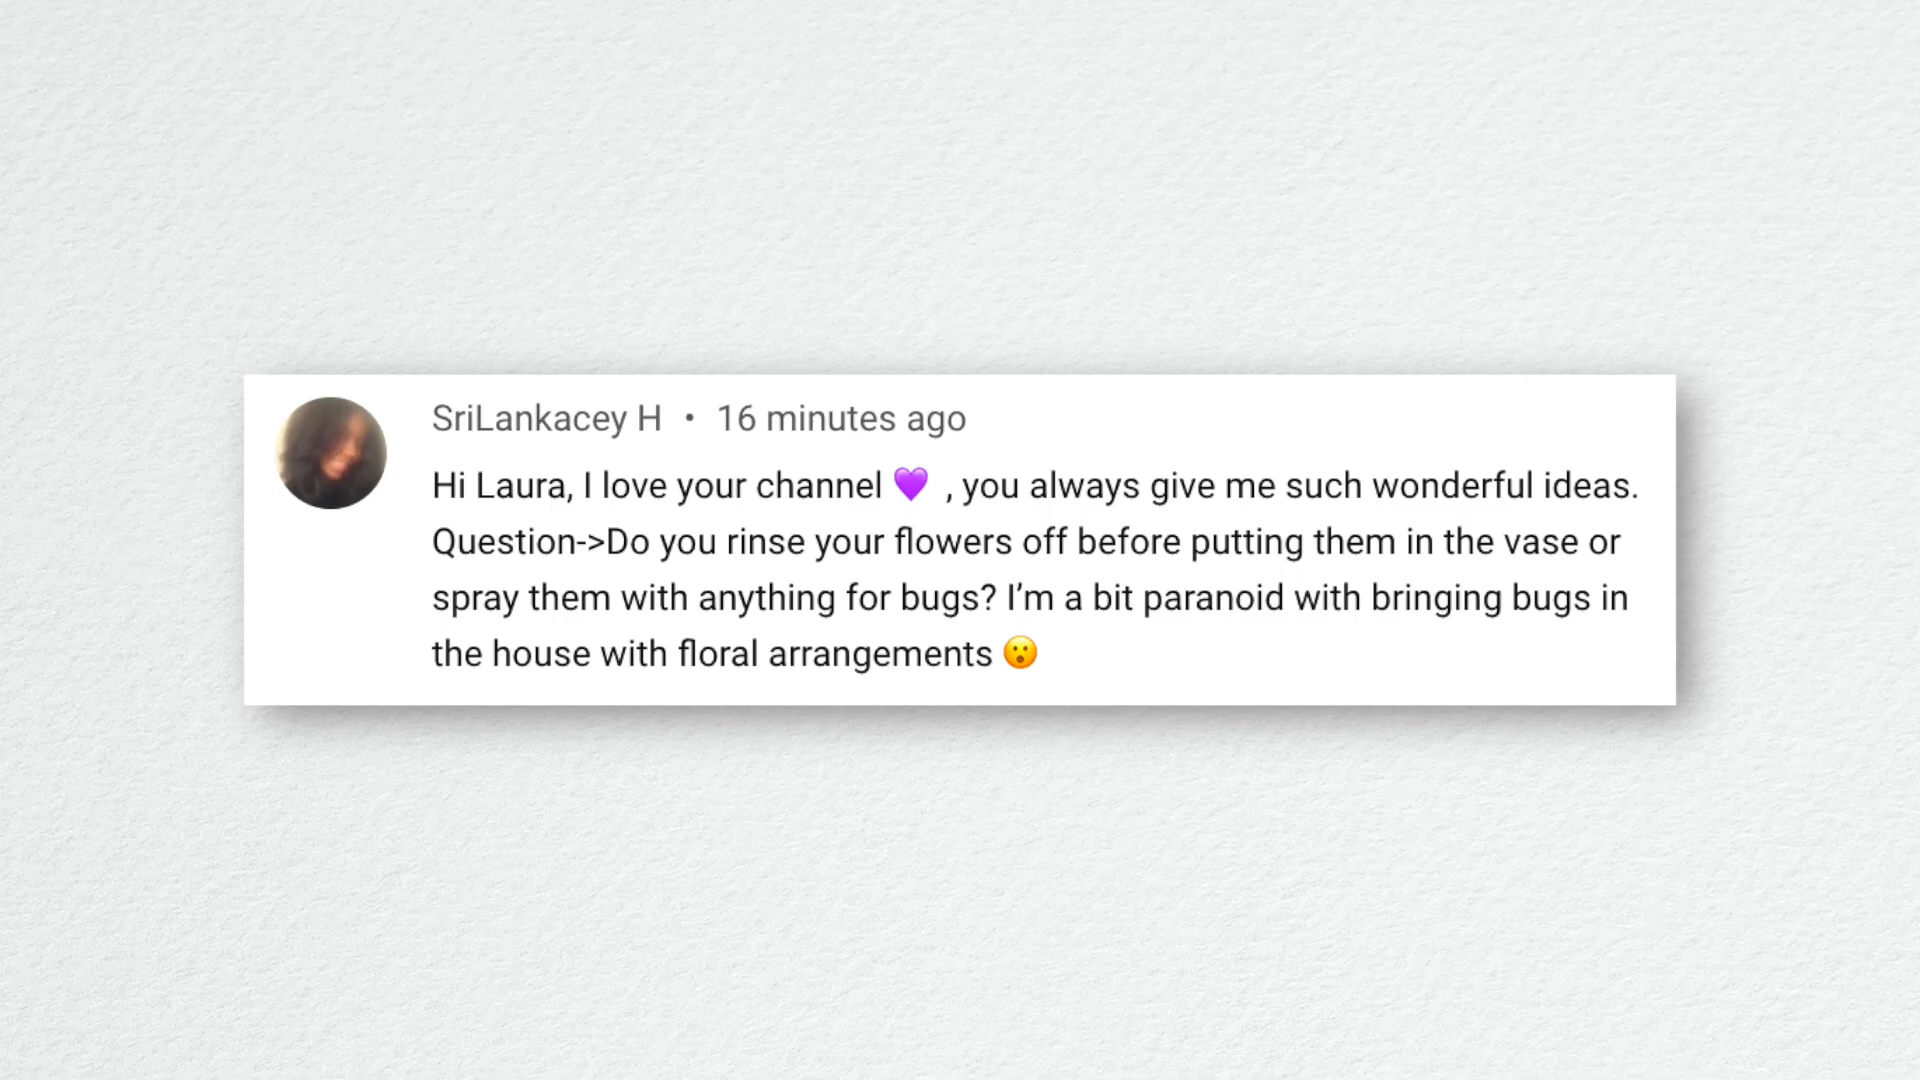 SriLankacey H • 16 minutes ago
Hi Laura, I love your channel 💜 , you always give me such wonderful ideas.
Question->Do you rinse your flowers off before putting them in the vase or
spray them with anything for bugs? I’m a bit paranoid with bringing bugs in
the house with floral arrangements 😮